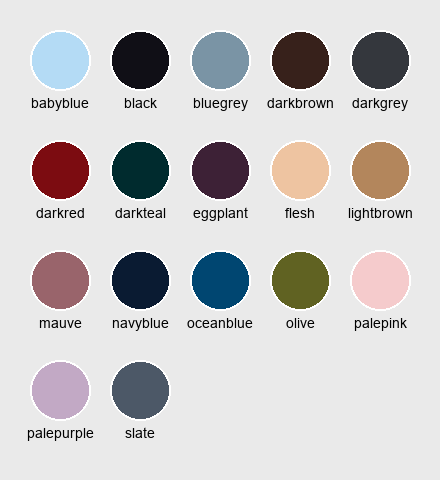 babyblue black bluegrey darkbrown darkgrey
darkred darkteal eggplant flesh lightbrown
mauve navyblue oceanblue olive palepink
palepurple slate